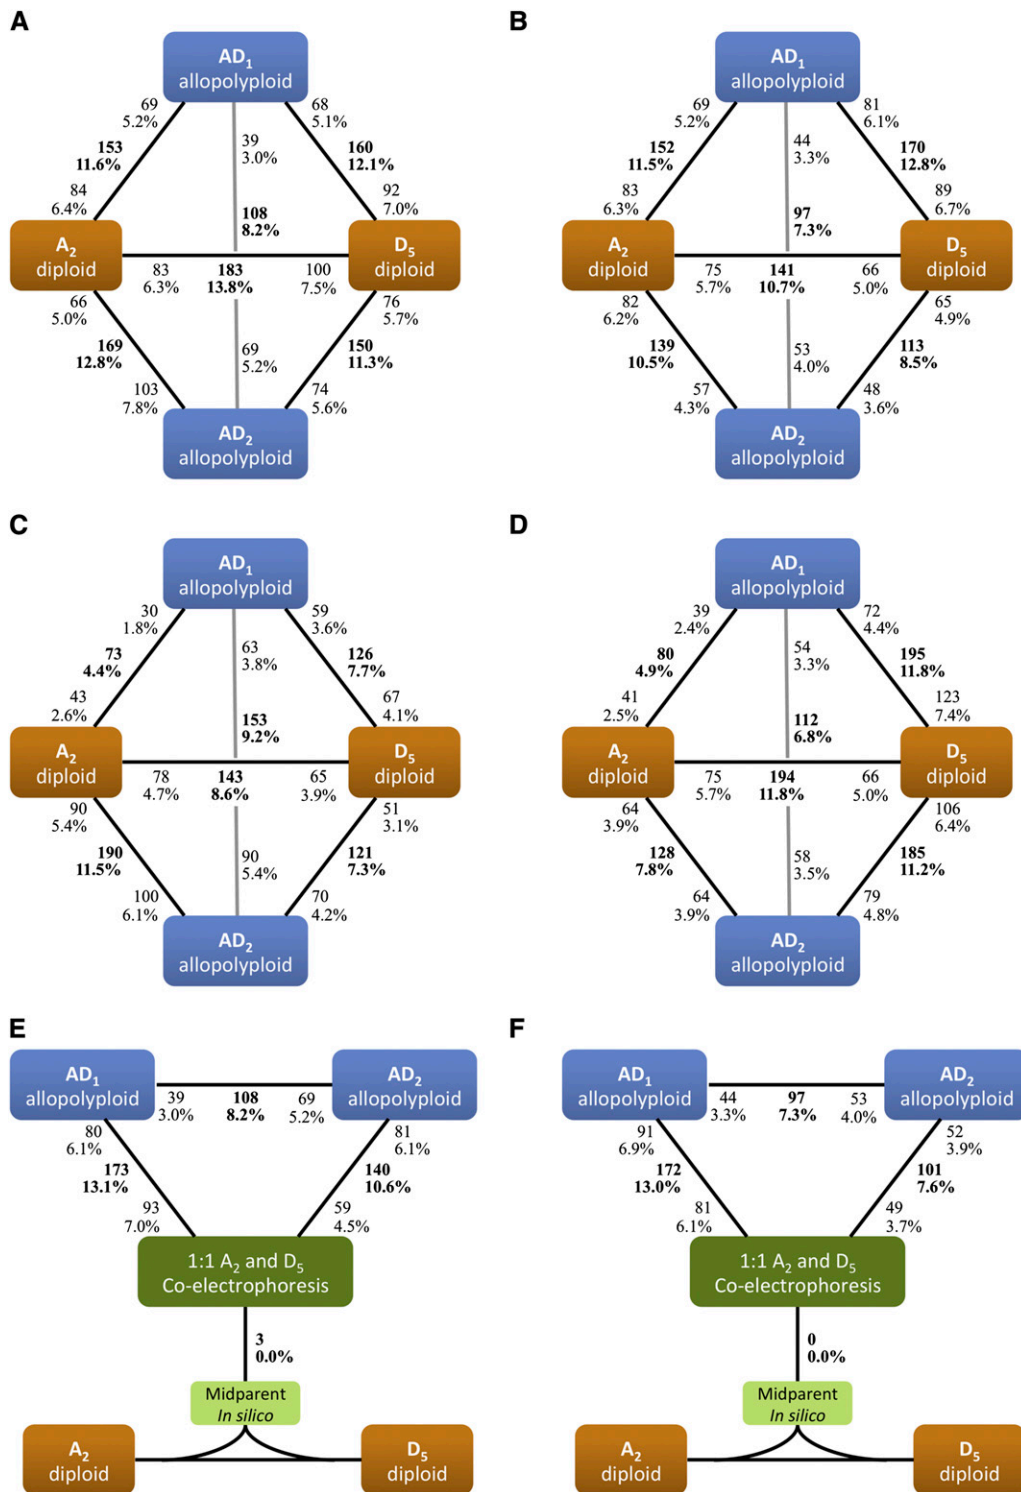 A
AD1
allopolyploid
69
5.2%
68
5.1%
153
11.6%
39
3.0%
160
12.1%
84
6.4%
92
7.0%
108
8.2%
A2
diploid
D5
diploid
83
6.3%
183
13.8%
100
7.5%
66
5.0%
76
5.7%
169
12.8%
69
5.2%
150
11.3%
103
7.8%
74
5.6%
AD2
allopolyploid
B
AD1
allopolyploid
69
5.2%
81
6.1%
152
11.5%
44
3.3%
170
12.8%
83
6.3%
89
6.7%
97
7.3%
A2
diploid
D5
diploid
75
5.7%
141
10.7%
66
5.0%
82
6.2%
65
4.9%
139
10.5%
53
4.0%
113
8.5%
57
4.3%
48
3.6%
AD2
allopolyploid
C
AD1
allopolyploid
30
1.8%
59
3.6%
73
4.4%
63
3.8%
126
7.7%
43
2.6%
67
4.1%
153
9.2%
A2
diploid
D5
diploid
78
4.7%
143
8.6%
65
3.9%
90
5.4%
51
3.1%
190
11.5%
90
5.4%
121
7.3%
100
6.1%
70
4.2%
AD2
allopolyploid
D
AD1
allopolyploid
39
2.4%
72
4.4%
80
4.9%
54
3.3%
195
11.8%
41
2.5%
123
7.4%
112
6.8%
A2
diploid
D5
diploid
75
5.7%
194
11.8%
66
5.0%
64
3.9%
106
6.4%
128
7.8%
58
3.5%
185
11.2%
64
3.9%
79
4.8%
AD2
allopolyploid
E
AD1
allopolyploid
AD2
allopolyploid
39
3.0%
108
8.2%
69
5.2%
80
6.1%
81
6.1%
173
13.1%
140
10.6%
93
7.0%
59
4.5%
1:1 A2 and D5
Co-electrophoresis
3
0.0%
Midparent
In silico
A2
diploid
D5
diploid
F
AD1
allopolyploid
AD2
allopolyploid
44
3.3%
97
7.3%
53
4.0%
91
6.9%
52
3.9%
172
13.0%
101
7.6%
81
6.1%
49
3.7%
1:1 A2 and D5
Co-electrophoresis
0
0.0%
Midparent
In silico
A2
diploid
D5
diploid